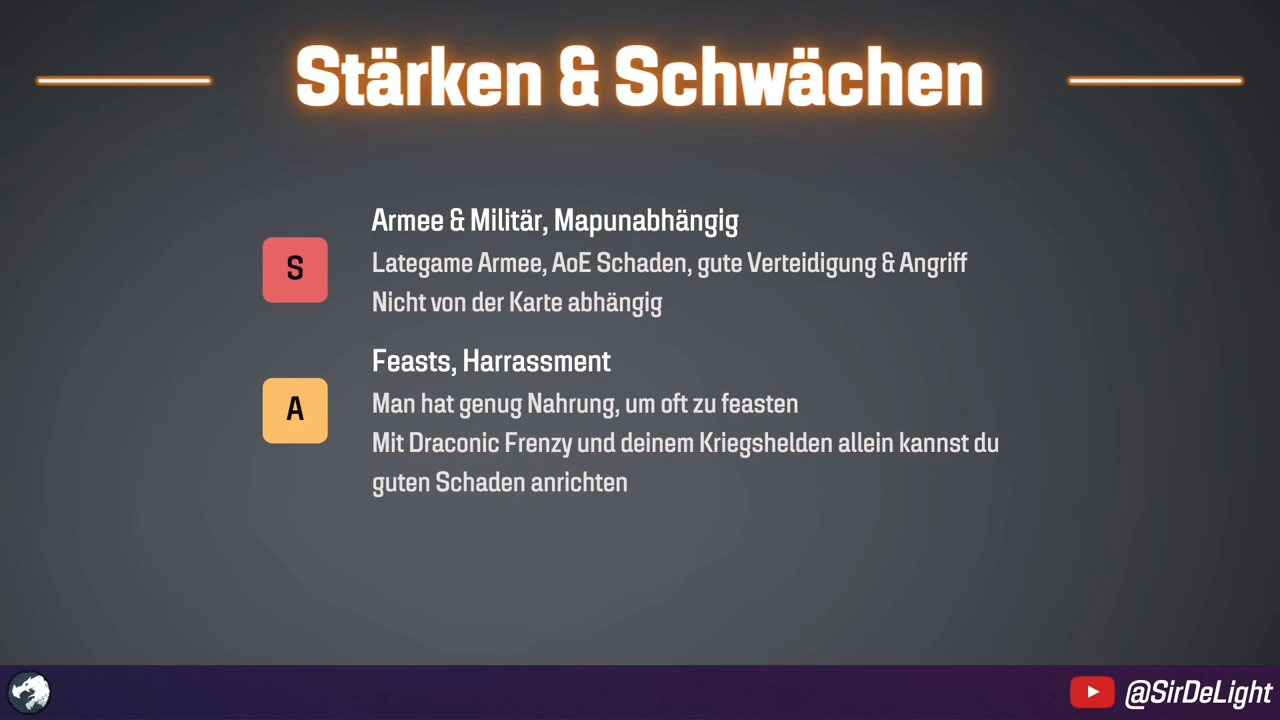 Stärken & Schwächen
S
Armee & Militär, Mapunabhängig
Lategame Armee, AoE Schaden, gute Verteidigung & Angriff
Nicht von der Karte abhängig
A
Feasts, Harrassment
Man hat genug Nahrung, um oft zu feasten
Mit Draconic Frenzy und deinem Kriegshelden allein kannst du
guten Schaden anrichten
@SirDeLight